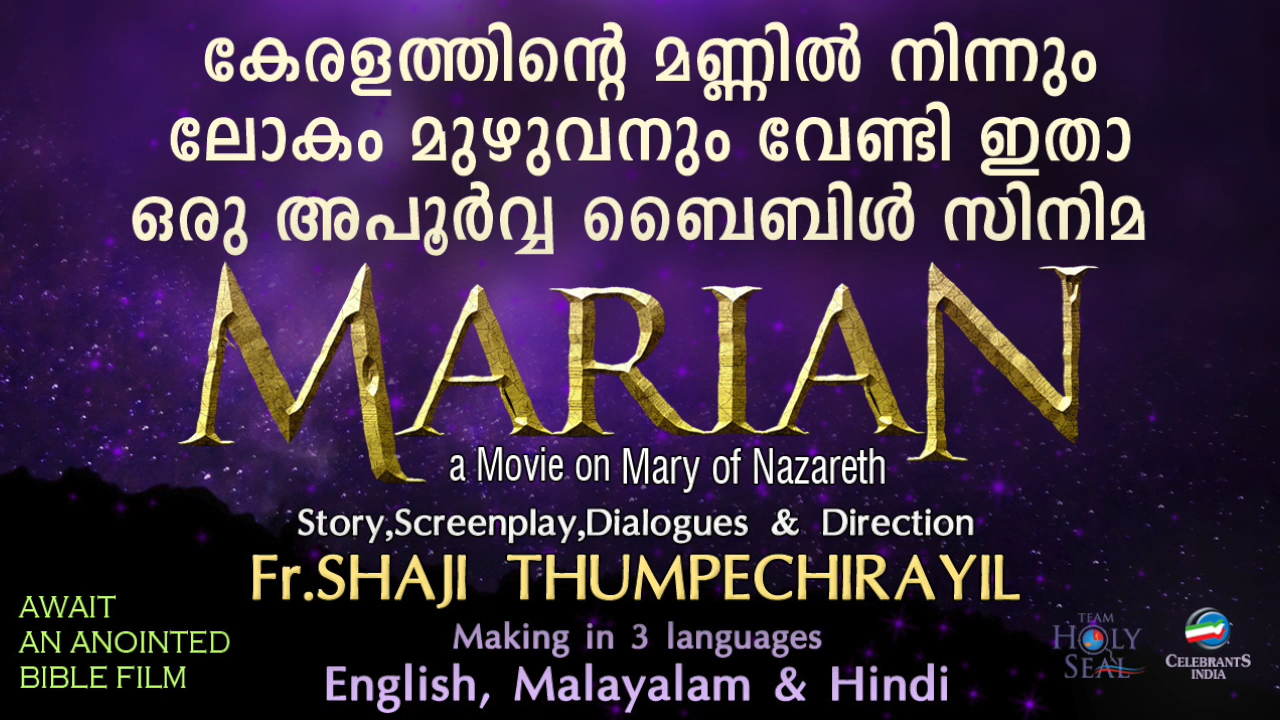 കേരളത്തിന്റെ മണ്ണിൽ നിന്നും
ലോകം മുഴുവനും വേണ്ടി ഇതാ
ഒരു അപൂർവ്വ ബൈബിൾ സിനിമ
MARIAN
a Movie on Mary of Nazareth
Story,Screenplay,Dialogues & Direction
Fr.SHAJI THUMPECHIRAYIL
Making in 3 languages
English, Malayalam & Hindi
AWAIT
AN ANOINTED
BIBLE FILM
TEAM
HOLY
SEAL
CELEBRANTS
INDIA